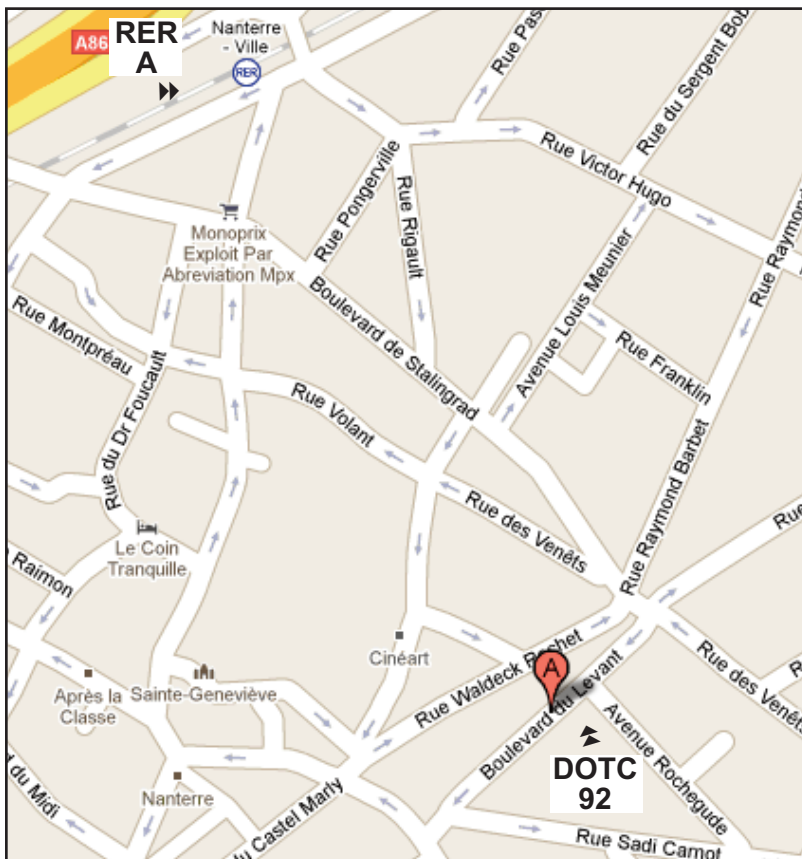 A86
RER
A
Nanterre
- Ville
RER
Rue Pas
Rue du Sergent Bob
Rue Victor Hugo
Rue Pongerville
Rue Rigault
Rue Raymond
Monoprix
Exploit Par
Abreviation Mpx
Avenue Louis Meunier
Boulevard de Stalingrad
Rue Montpréau
Rue Franklin
Rue du Dr Foucault
Rue Volant
Rue Raymond Barbet
Rue des Venêts
Rue
Le Coin
Tranquille
Raimon
Cinéart
Rue Waldeck Rochet
A
Rue des Venêts
Après la
Classe
Sainte-Geneviève
Boulevard du Levant
Avenue Rochegude
DOTC
92
Nanterre
d du Midi
du Castel Marly
Rue Sadi Carnot